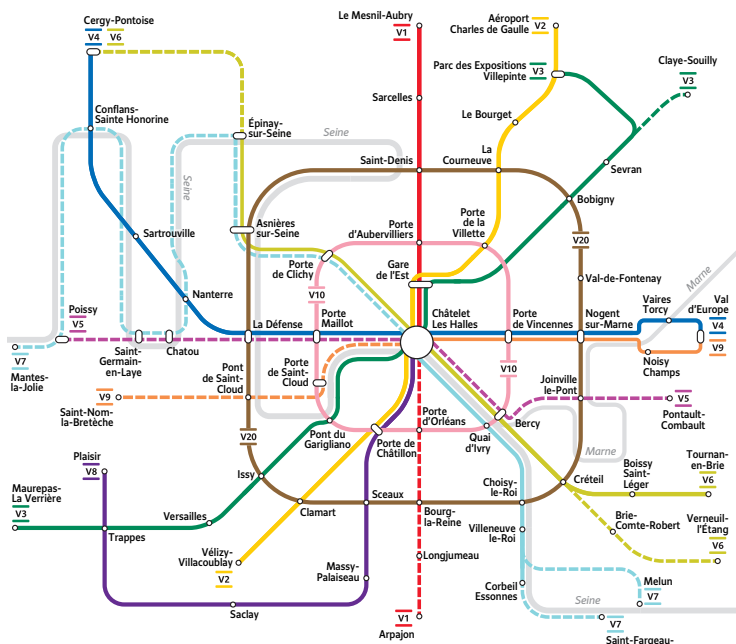 Cergy-Pontoise
V4
V6
Le Mesnil-Aubry
V1
Aéroport
Charles de Gaulle
V2
Parc des Expositions
Villepinte
V3
Claye-Souilly
V3
Conflans-
Sainte Honorine
Sarcelles
Le Bourget
Épinay-
sur-Seine
Seine
Seine
La
Courneuve
Saint-Denis
Sevran
Bobigny
Asnières
sur-Seine
Porte
d'Aubervilliers
Porte
de la
Villette
V20
Sartrouville
Porte
de Clichy
Gare
de l'Est
Val-de-Fontenay
Marne
Nanterre
V10
Poissy
V5
La Défense
Porte
Maillot
Châtelet
Les Halles
Porte
de Vincennes
Nogent
sur-Marne
Vaires
Torcy
Val
d'Europe
V4
V9
V7
Mantes-
la-Jolie
Saint-
Germain-
en-Laye
Chatou
Pont
de Saint-
Cloud
Porte
de Saint-
Cloud
V10
Noisy
Champs
Joinville
le-Pont
V9
Saint-Nom-
la-Bretèche
V5
Pontault-
Combault
V20
Pont du
Garigliano
Porte de
Châtillon
Porte
d'Orléans
Quai
d'Ivry
Bercy
Marne
Plaisir
V8
Issy
Créteil
Boissy
Saint-
Léger
Tournan-
en-Brie
V6
Maurepas-
La Verrière
V3
Versailles
Clamart
Sceaux
Bourg-
la-Reine
Choisy-
le-Roi
Brie-
Comte-Robert
Verneuil-
l'Étang
V6
Trappes
Villeneuve
le-Roi
Vélizy-
Villacoublay
V2
Massy-
Palaiseau
Longjumeau
Corbeil
Essonnes
Melun
V7
Seine
Saclay
V1
Arpajon
V7
Saint-Fargeau-